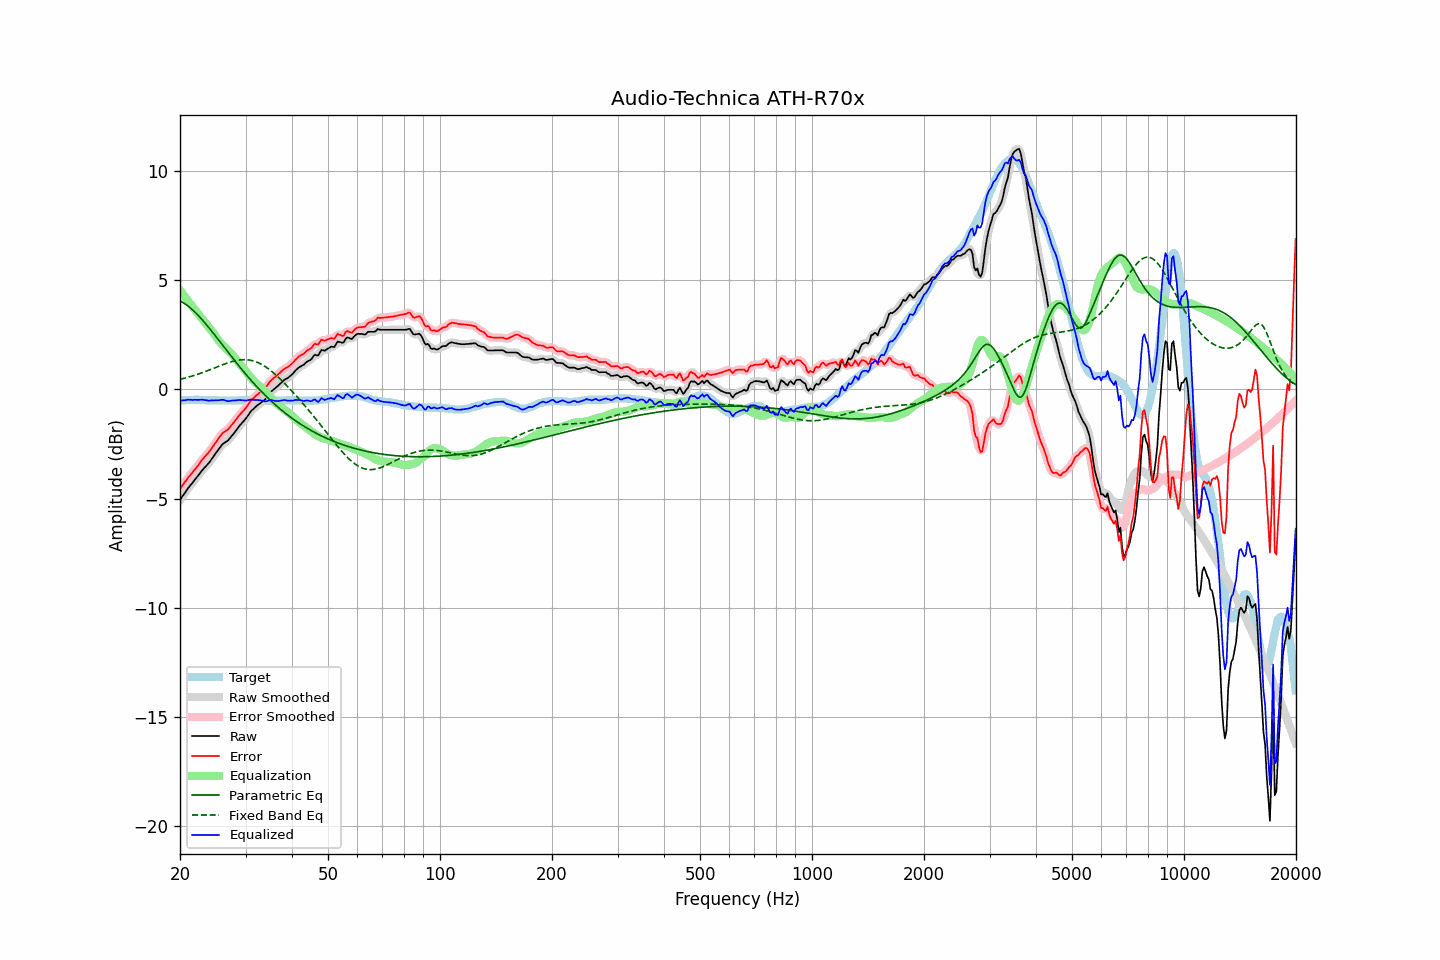 Audio-Technica ATH-R70x
10
5
0
−5
−10
−15
−20
Amplitude (dBr)
Target
Raw Smoothed
Error Smoothed
Raw
Error
Equalization
Parametric Eq
Fixed Band Eq
Equalized
20 50 100 200 500 1000 2000 5000 10000 20000
Frequency (Hz)